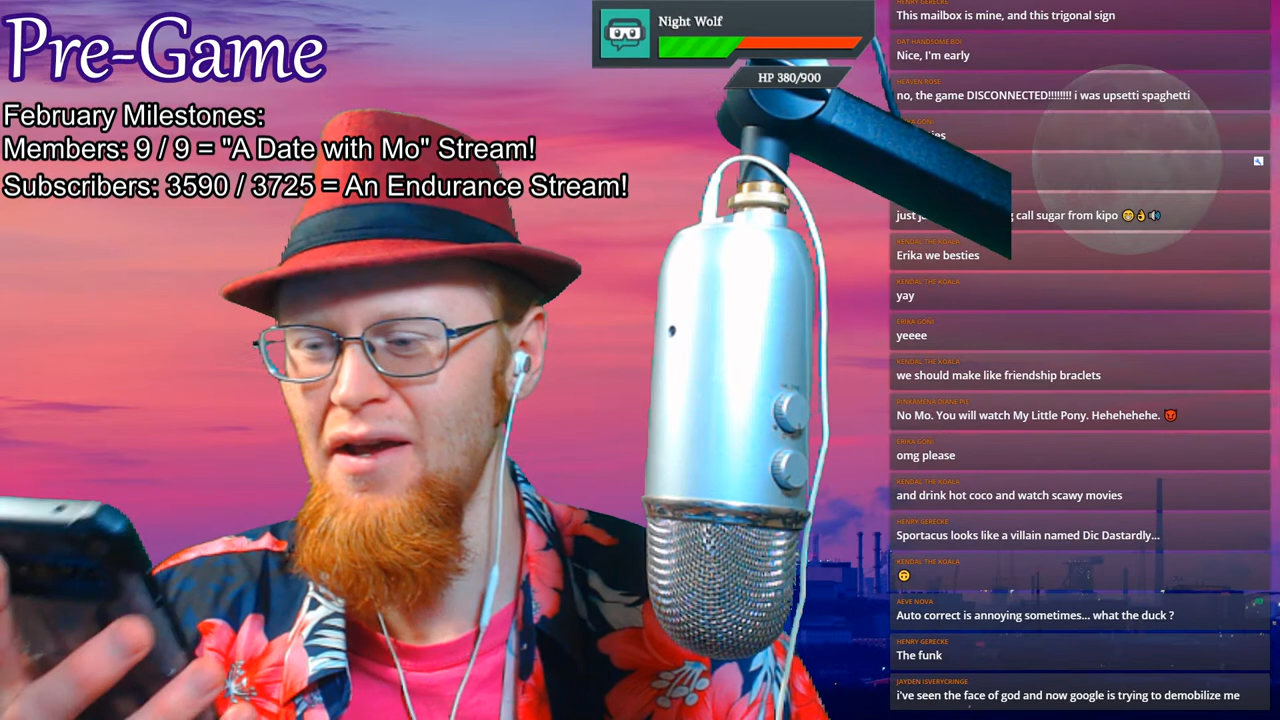 Pre-Game
February Milestones:
Members: 9 / 9 = "A Date with Mo" Stream!
Subscribers: 3590 / 3725 = An Endurance Stream!
Night Wolf
HP 380/900
HENRY GERECKE
This mailbox is mine, and this trigonal sign
DAT HANDSOME BOI
Nice, I'm early
HEAVEN ROSE
no, the game DISCONNECTED!!!!!!!! i was upsetti spaghetti
GONI
call sugar from kipo 😁👌🔊
KENDAL THE KOALA
Erika we besties
KENDAL THE KOALA
yay
ERIKA GONI
yeeee
KENDAL THE KOALA
we should make like friendship braclets
PINKAMENA DIANE PIE
No Mo. You will watch My Little Pony. Hehehehehe. 😈
ERIKA GONI
omg please
KENDAL THE KOALA
and drink hot coco and watch scawy movies
HENRY GERECKE
Sportacus looks like a villain named Dic Dastardly...
KENDAL THE KOALA
🙃
AEVE NOVA
Auto correct is annoying sometimes... what the duck ?
HENRY GERECKE
The funk
JAYDEN ISVERYCRINGE
i've seen the face of god and now google is trying to demobilize me